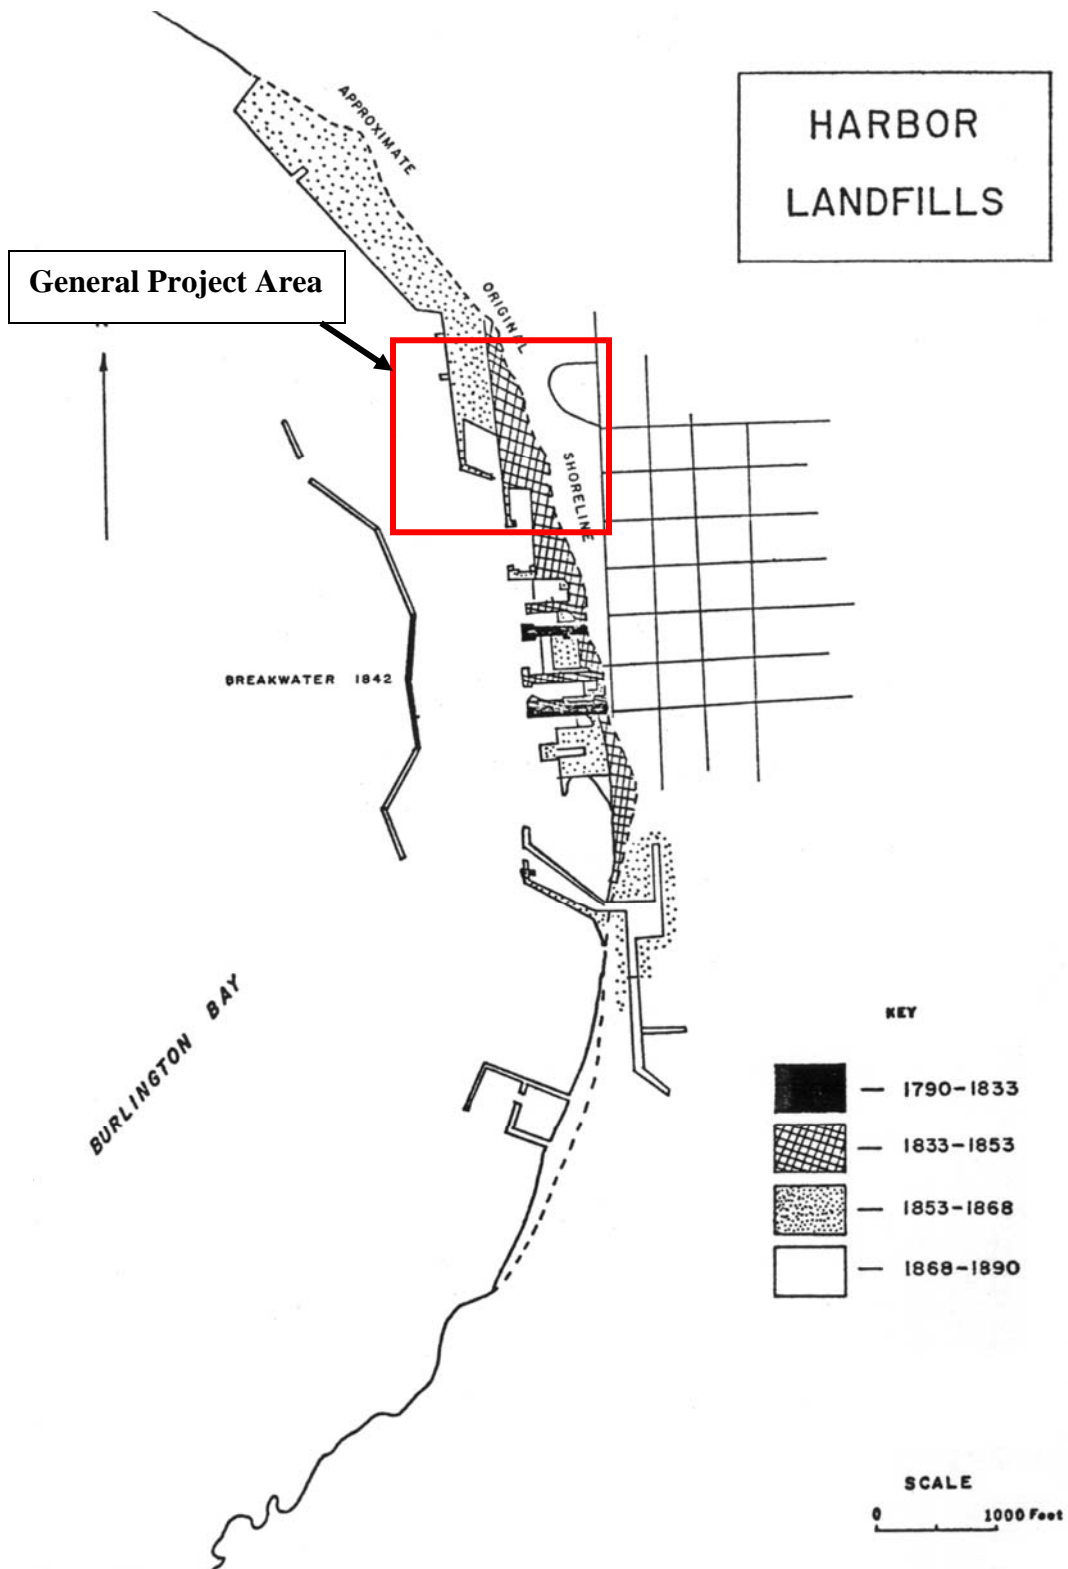 HARBOR
LANDFILLS
APPROXIMATE
General Project Area
ORIGINAL
SHORELINE
BREAKWATER 1842
BURLINGTON BAY
KEY
— 1790-1833
— 1833-1853
— 1853-1868
— 1868-1890
SCALE
0 1000 Feet